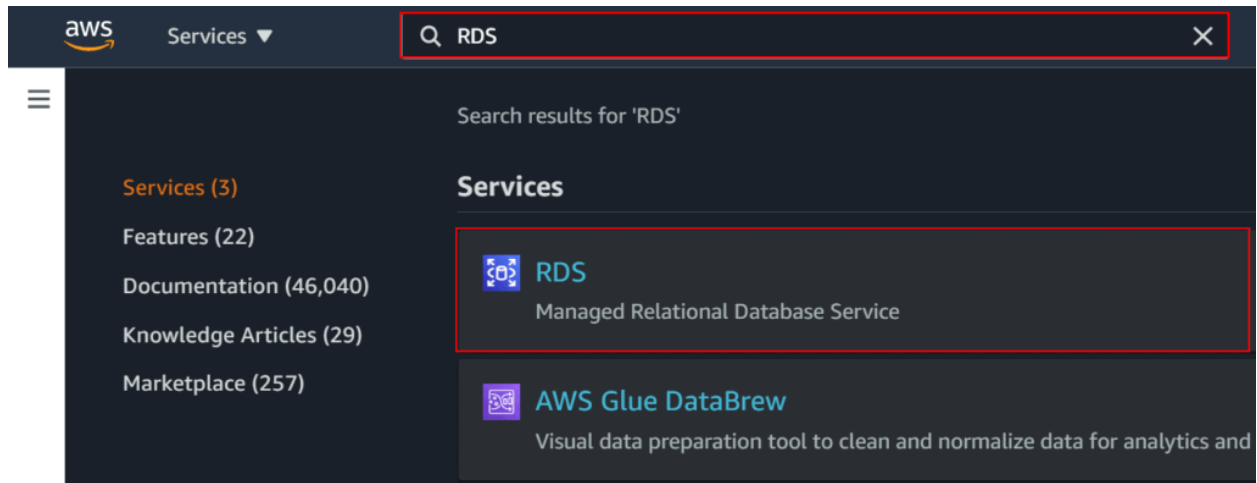 aws Services ▼ RDS
Search results for 'RDS'
Services (3)
Features (22)
Documentation (46,040)
Knowledge Articles (29)
Marketplace (257)
Services
RDS
Managed Relational Database Service
AWS Glue DataBrew
Visual data preparation tool to clean and normalize data for analytics and